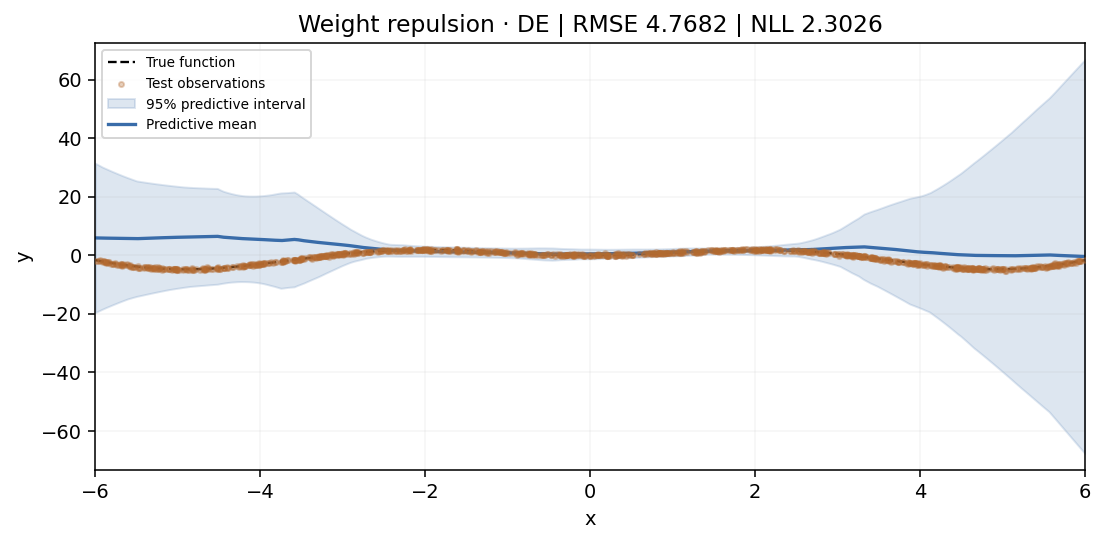 Weight repulsion · DE | RMSE 4.7682 | NLL 2.3026
True function
Test observations
95% predictive interval
Predictive mean
60
40
20
0
−20
−40
−60
y
−6
−4
−2
0
2
4
6
x